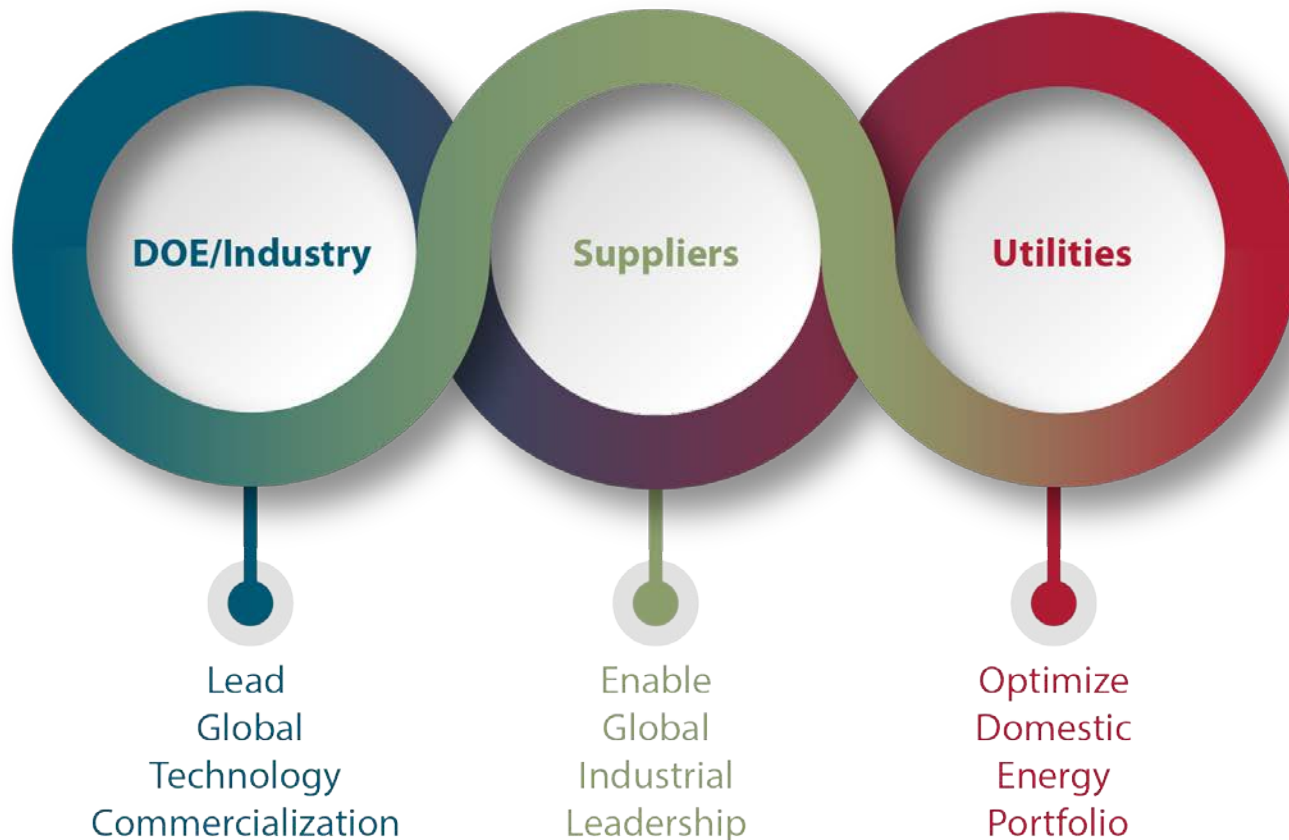 DOE/Industry
Suppliers
Utilities
Lead
Global
Technology
Commercialization
Enable
Global
Industrial
Leadership
Optimize
Domestic
Energy
Portfolio